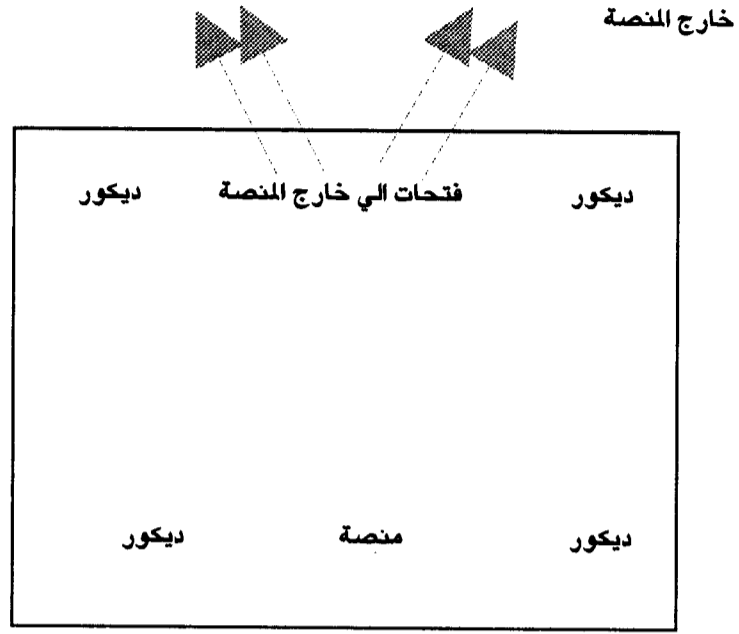 خارج المنصة
ديكور فتحات الي خارج المنصة ديكور
ديكور منصة ديكور